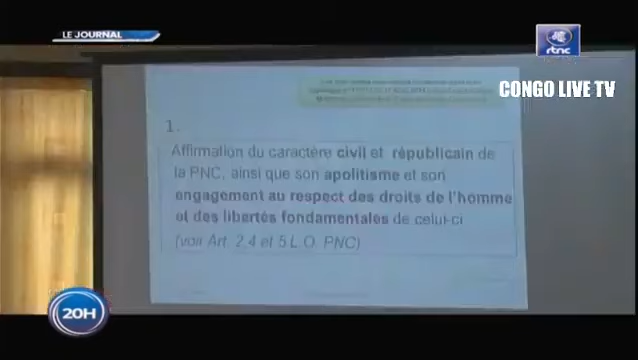 LE JOURNAL
rtnc
CONGO LIVE TV
1.
Affirmation du caractère civil et républicain de
la PNC, ainsi que son apolitisme et son
engagement au respect des droits de l'homme
et des libertés fondamentales de celui-ci
(voir Art. 2,4 et 5 L.O. PNC)
20H